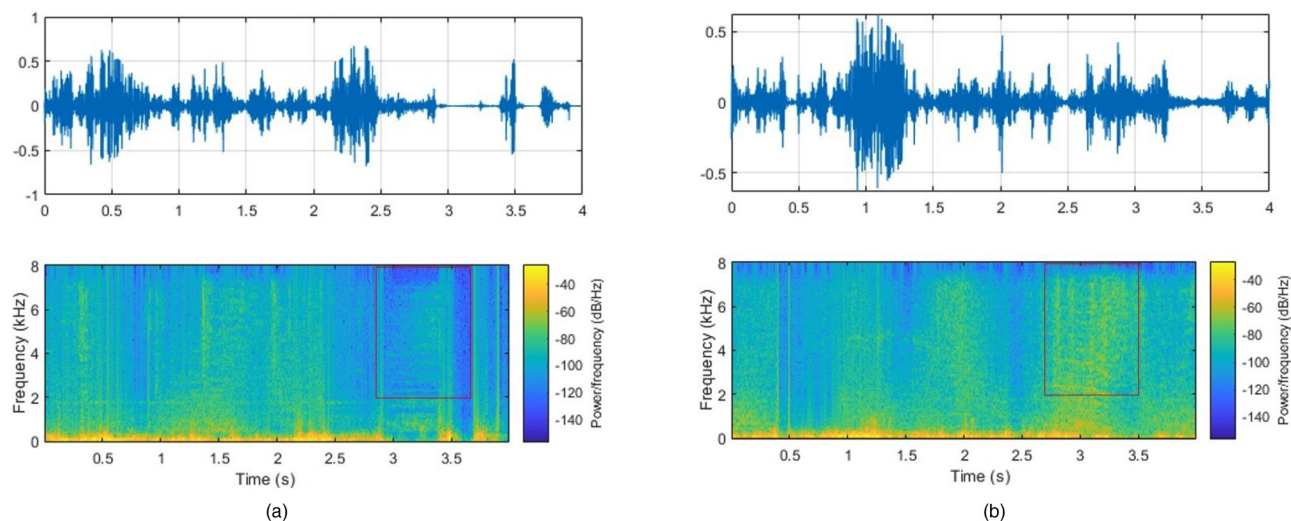 1
0.5
0
-0.5
-1
0 0.5 1 1.5 2 2.5 3 3.5 4
0.5
0
-0.5
0 0.5 1 1.5 2 2.5 3 3.5 4
8
6
4
2
0
Frequency (kHz)
0.5 1 1.5 2 2.5 3 3.5
Time (s)
-40
-60
-80
-100
-120
-140
Power/frequency (dB/Hz)
(a)
8
6
4
2
0
Frequency (kHz)
0.5 1 1.5 2 2.5 3 3.5
Time (s)
-40
-60
-80
-100
-120
-140
Power/frequency (dB/Hz)
(b)